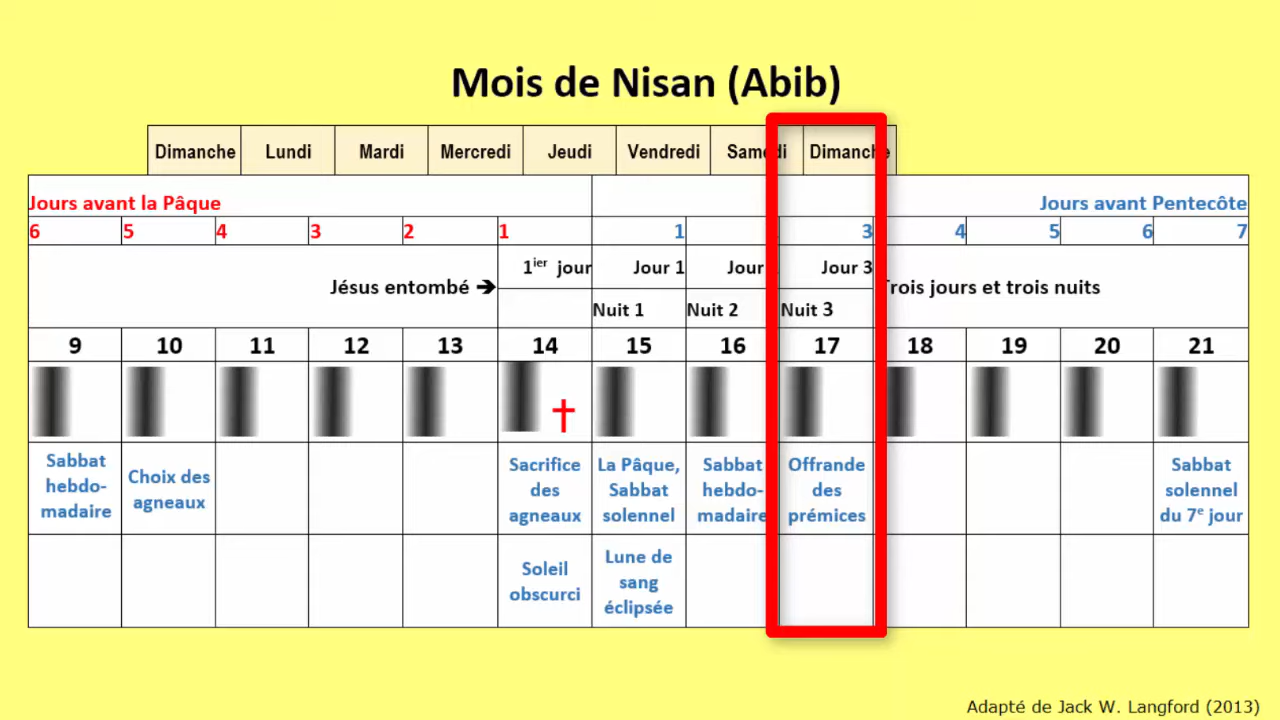 Mois de Nisan (Abib)
Dimanche Lundi Mardi Mercredi Jeudi Vendredi Samedi Dimanche
Jours avant la Pâque Jours avant Pentecôte
6 5 4 3 2 1 1 3 4 5 6 7
1ier jour Jour 1 Jour Jour 3
Jésus entombé ➔ Trois jours et trois nuits
Nuit 1 Nuit 2 Nuit 3
9 10 11 12 13 14 15 16 17 18 19 20 21
Sabbat
hebdo-
madaire
Choix des
agneaux
Sacrifice
des
agneaux
La Pâque,
Sabbat
solennel
Sabbat
hebdo-
madaire
Offrande
des
prémices
Sabbat
solennel
du 7e jour
Soleil
obscurci
Lune de
sang
éclipsée
Adapté de Jack W. Langford (2013)